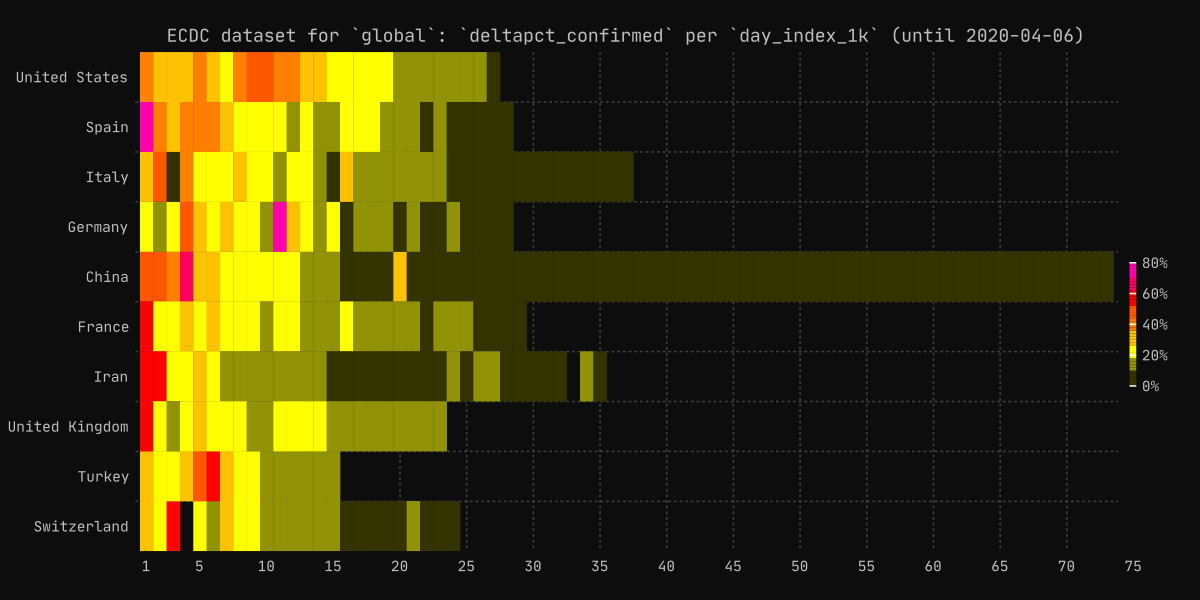 ECDC dataset for `global`: `deltapct_confirmed` per `day_index_1k` (until 2020-04-06)
United States
Spain
Italy
Germany
China
France
Iran
United Kingdom
Turkey
Switzerland
80%
60%
40%
20%
0%
1 5 10 15 20 25 30 35 40 45 50 55 60 65 70 75